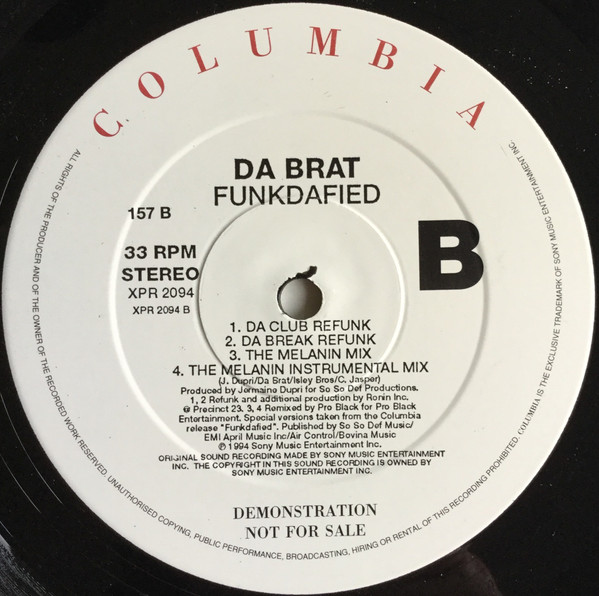 COLUMBIA
DA BRAT
FUNKDAFIED
157 B
B
33 RPM
STEREO
XPR 2094
XPR 2094 B
1. DA CLUB REFUNK
2. DA BREAK REFUNK
3. THE MELANIN MIX
4. THE MELANIN INSTRUMENTAL MIX
(J. Dupri/Da Brat/Isley Bros/C. Jasper)
Produced by Jermaine Dupri for So So Def Productions.
1, 2 Refunk and additional production by Ronin Inc.
@ Precinct 23. 3, 4 Remixed by Pro Black for Pro Black
Entertainment. Special versions taken from the Columbia
release "Funkdafied". Published by So So Def Music/
EMI April Music Inc/Air Control/Bovina Music
℗ 1994 Sony Music Entertainment Inc.
ORIGINAL SOUND RECORDING MADE BY SONY MUSIC ENTERTAINMENT
INC. THE COPYRIGHT IN THIS SOUND RECORDING IS OWNED BY
SONY MUSIC ENTERTAINMENT INC.
DEMONSTRATION
NOT FOR SALE
ALL RIGHTS OF THE PRODUCER AND OF THE OWNER OF THE RECORDED WORK RESERVED. UNAUTHORISED COPYING, PUBLIC PERFORMANCE, BROADCASTING, HIRING OR RENTAL OF THIS RECORDING PROHIBITED. COLUMBIA IS THE EXCLUSIVE TRADEMARK OF SONY MUSIC ENTERTAINMENT INC.